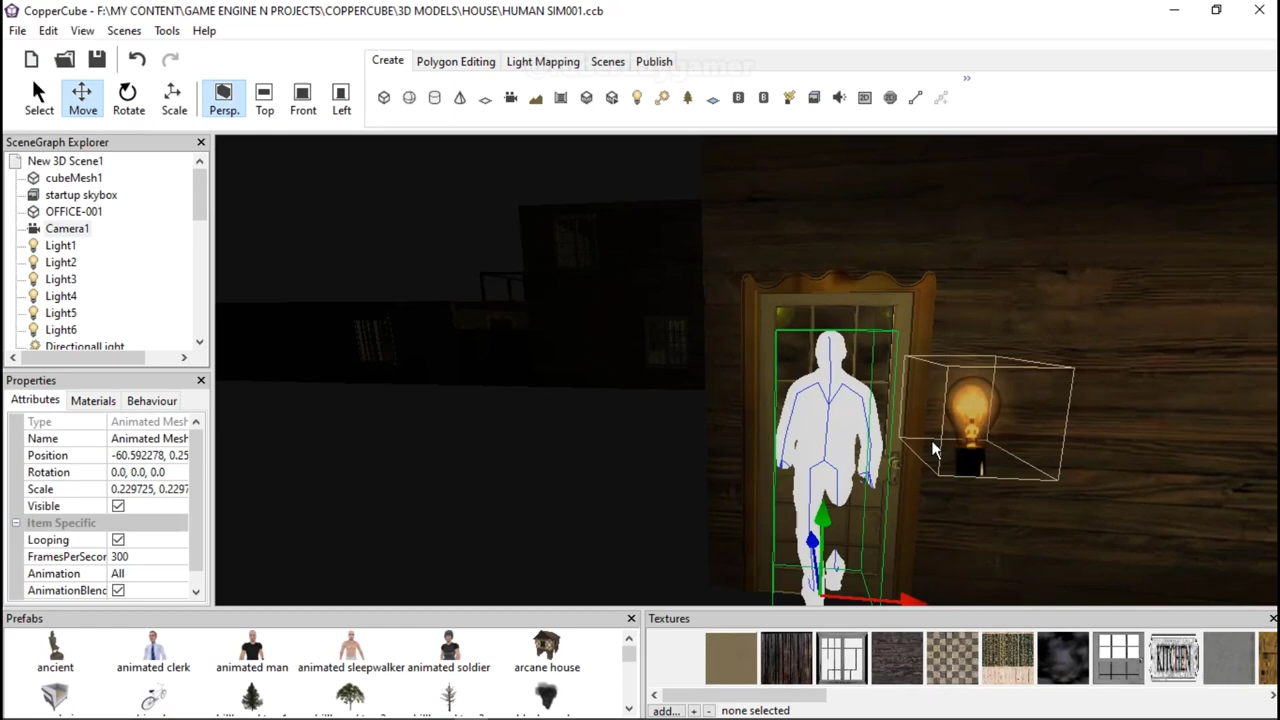 CopperCube - F:\MY CONTENT\GAME ENGINE N PROJECTS\COPPERCUBE\3D MODELS\HOUSE\HUMAN SIM001.ccb
File Edit View Scenes Tools Help
Create Polygon Editing Light Mapping Scenes Publish
Select Move Rotate Scale Persp. Top Front Left
SceneGraph Explorer
New 3D Scene1
cubeMesh1
startup skybox
OFFICE-001
Camera1
Light1
Light2
Light3
Light4
Light5
Light6
DirectionalLight
Properties
Attributes Materials Behaviour
Type Animated Mesh
Name Animated Mesh
Position -60.592278, 0.25
Rotation 0.0, 0.0, 0.0
Scale 0.229725, 0.2297
Visible
Item Specific
Looping
FramesPerSecon 300
Animation All
AnimationBlend
Prefabs
ancient animated clerk animated man animated sleepwalker animated soldier arcane house
Textures
KITCHEN
add... + - none selected